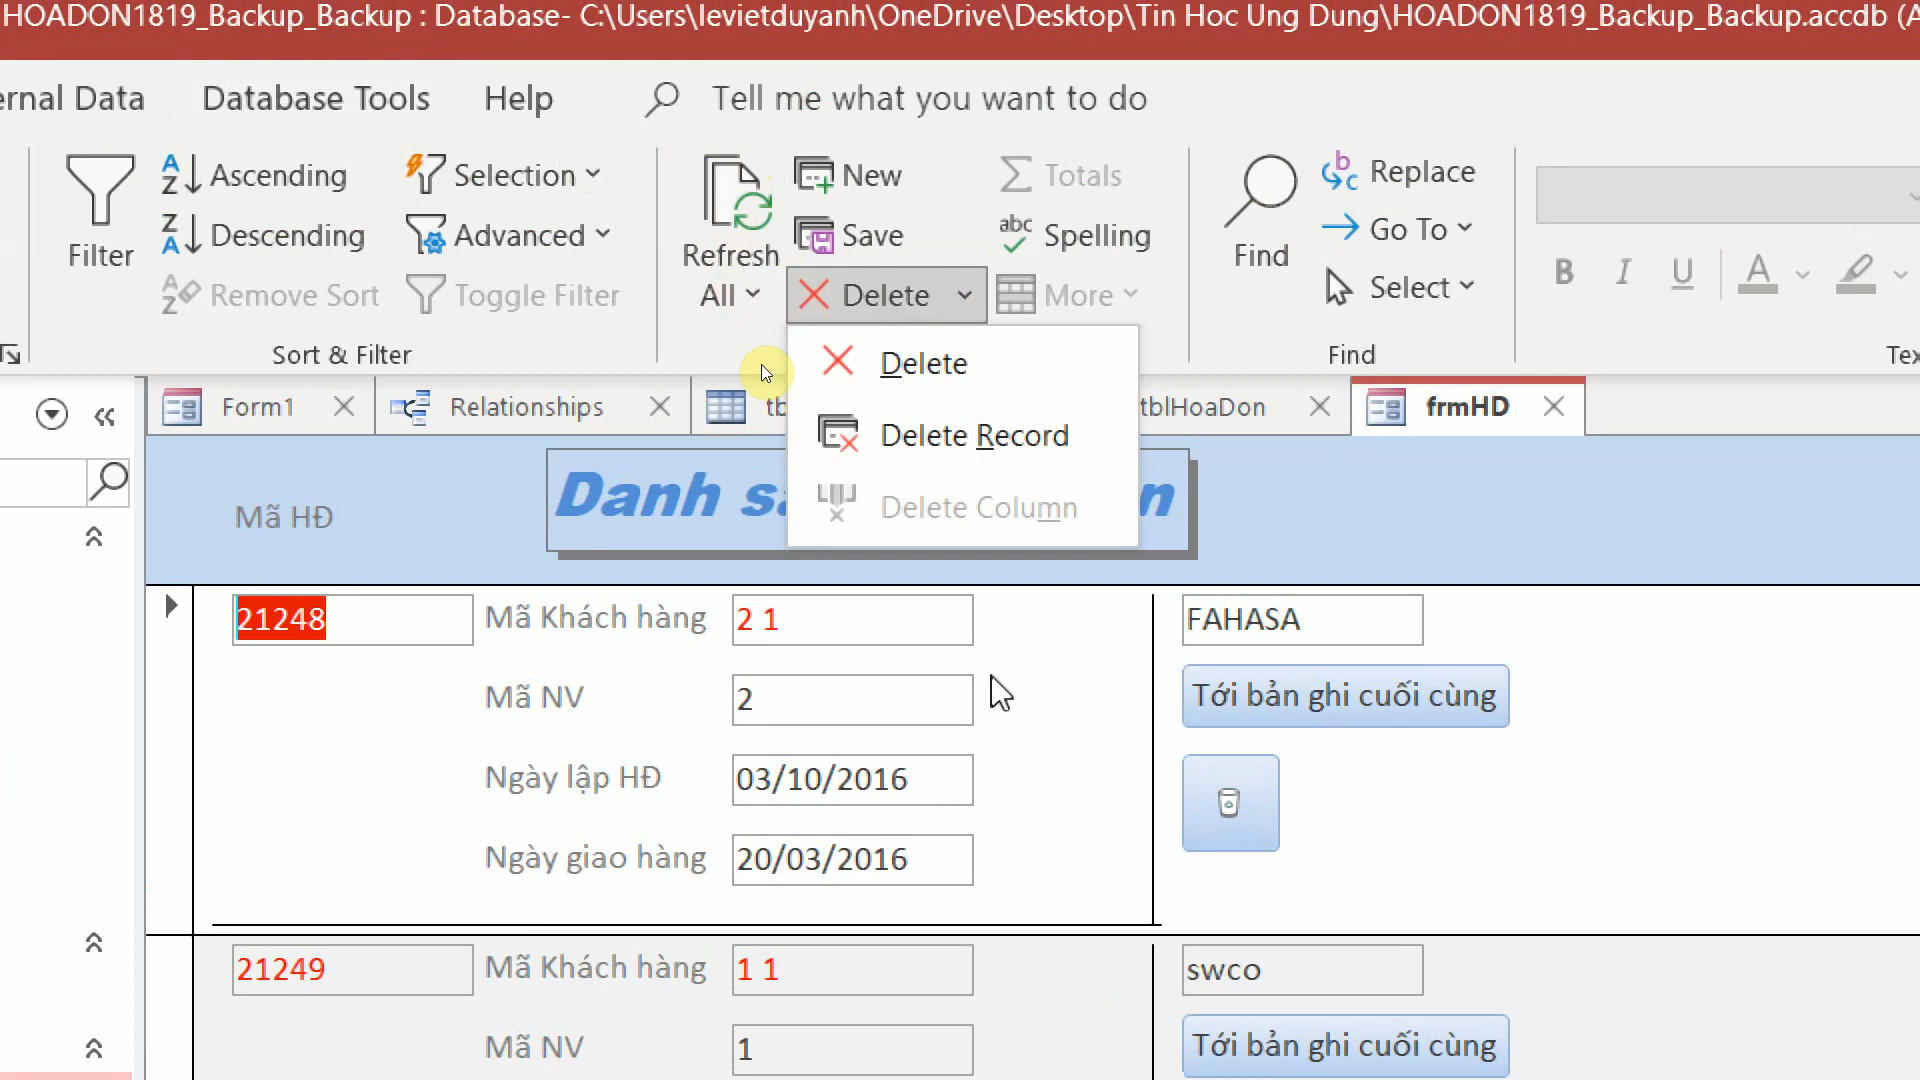 HOADON1819_Backup_Backup : Database- C:\Users\levietduyanh\OneDrive\Desktop\Tin Hoc Ung Dung\HOADON1819_Backup_Backup.accdb (A
ernal Data Database Tools Help Tell me what you want to do
Filter
Ascending
Descending
Remove Sort
Selection
Advanced
Toggle Filter
Sort & Filter
Refresh
All
New
Save
Delete
Totals
Spelling
More
Find
Replace
Go To
Select
Find
B I U A
Tex
Delete
Delete Record
Delete Column
Form1 Relationships tb tblHoaDon frmHD
Mã HĐ
Danh s n
21248 Mã Khách hàng 2 1 FAHASA
Mã NV 2 Tới bản ghi cuối cùng
Ngày lập HĐ 03/10/2016
Ngày giao hàng 20/03/2016
21249 Mã Khách hàng 1 1 swco
Mã NV 1 Tới bản ghi cuối cùng